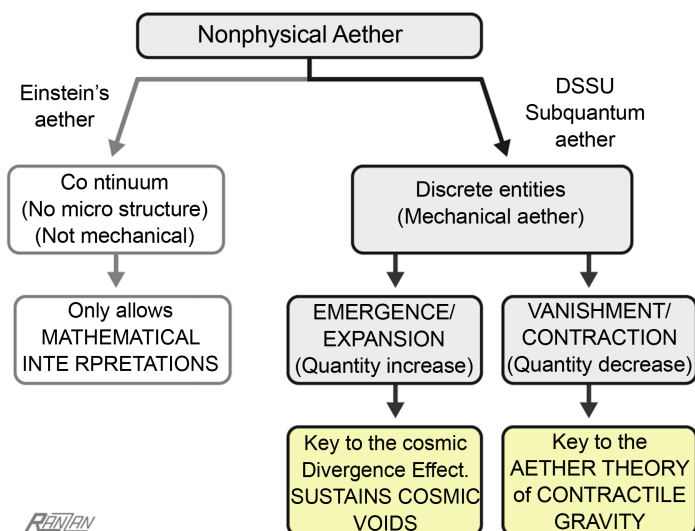 Nonphysical Aether
Einstein's
aether
DSSU
Subquantum
aether
Co ntinuum
(No micro structure)
(Not mechanical)
Discrete entities
(Mechanical aether)
Only allows
MATHEMATICAL
INTE RPRETATIONS
EMERGENCE/
EXPANSION
(Quantity increase)
VANISHMENT/
CONTRACTION
(Quantity decrease)
Key to the cosmic
Divergence Effect.
SUSTAINS COSMIC
VOIDS
Key to the
AETHER THEORY
of CONTRACTILE
GRAVITY
RANZAN